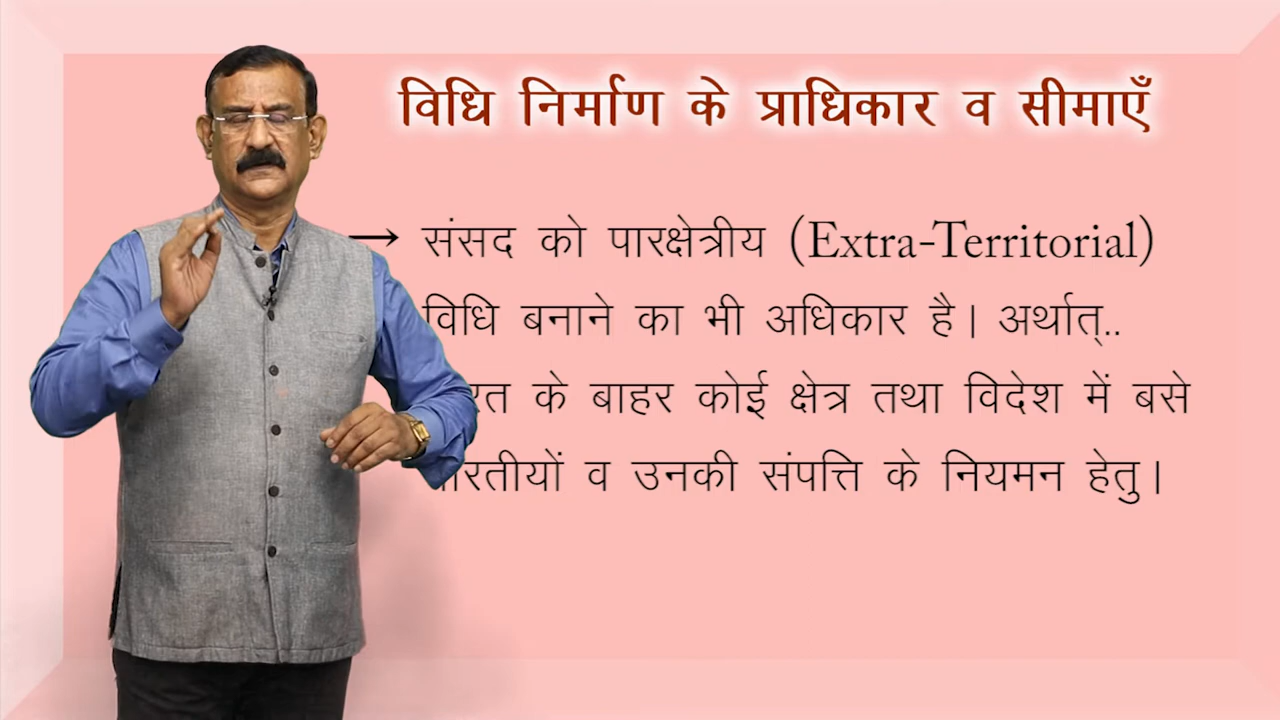 विधि निर्माण के प्राधिकार व सीमाएँ
→ संसद को पारक्षेत्रीय (Extra-Territorial)
विधि बनाने का भी अधिकार है। अर्थात्..
के बाहर कोई क्षेत्र तथा विदेश में बसे
व उनकी संपत्ति के नियमन हेतु।